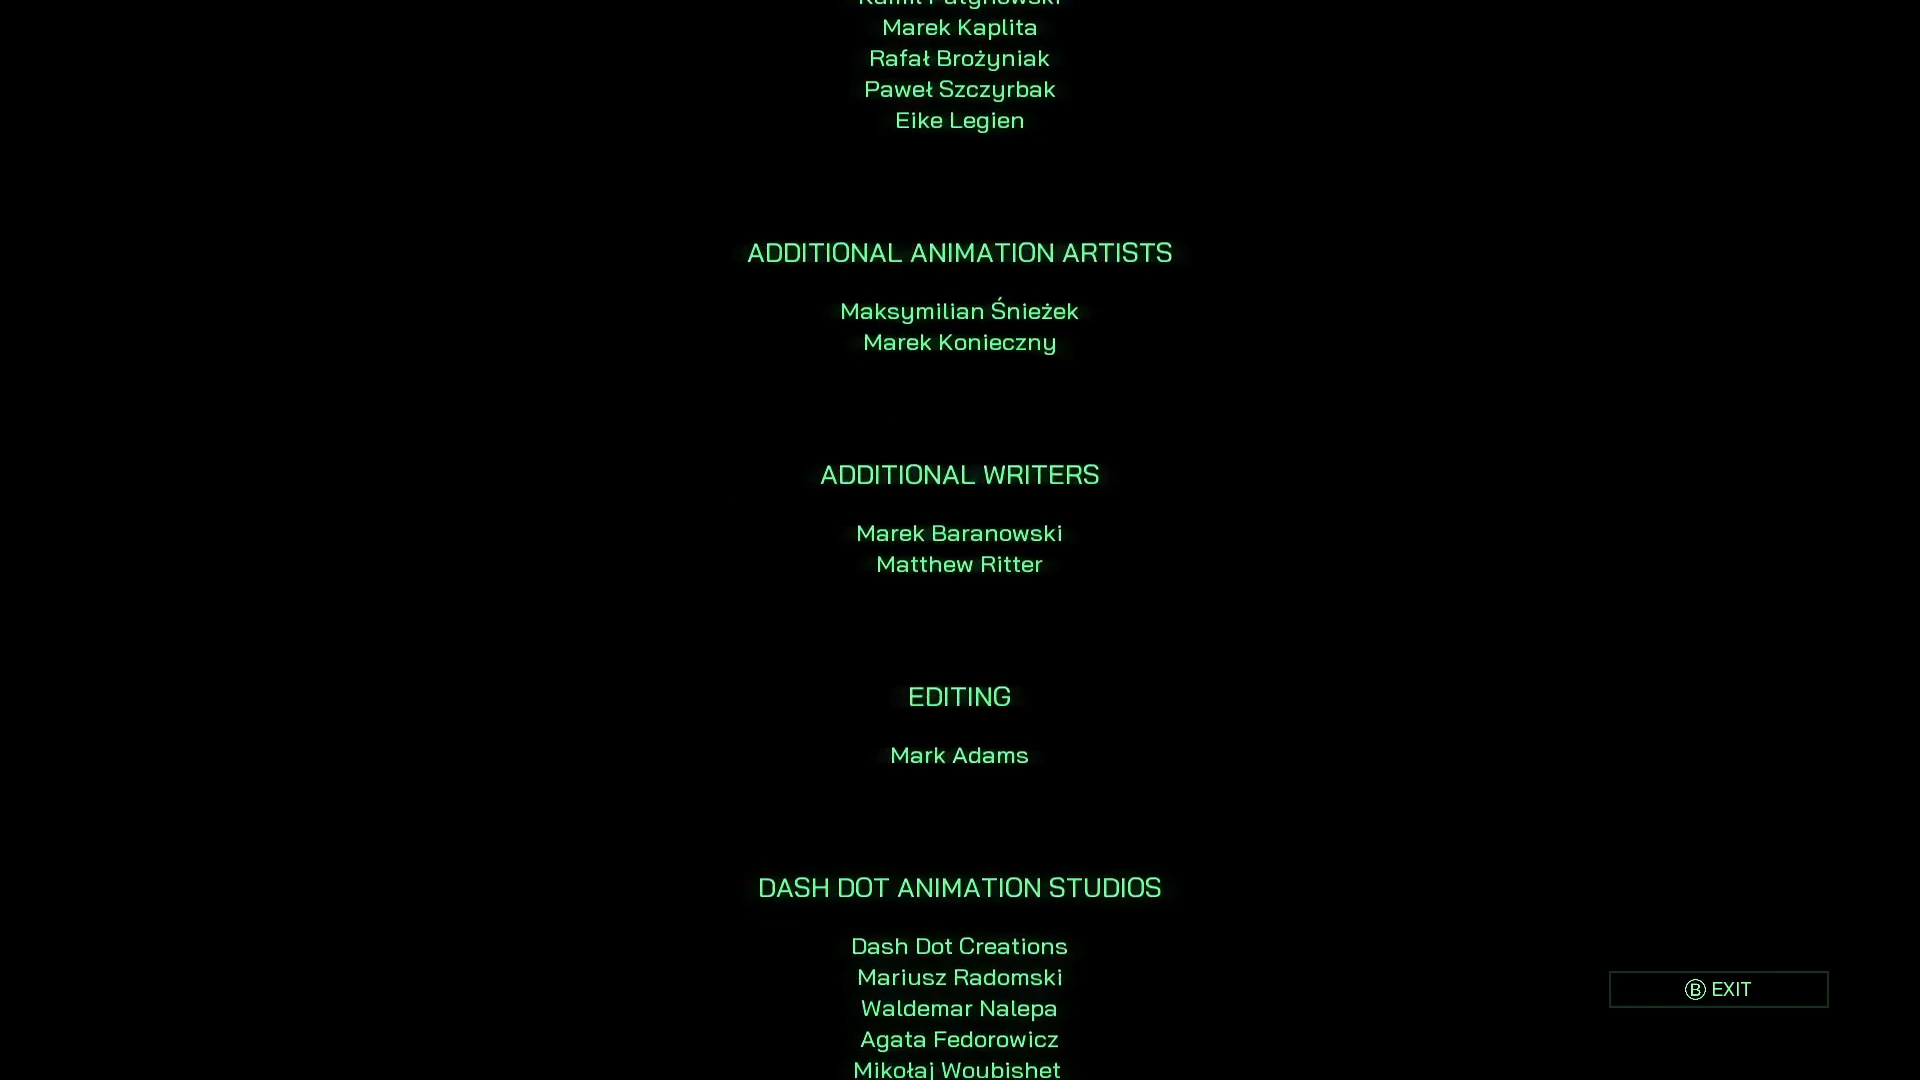 Marek Kaplita
Rafał Brożyniak
Paweł Szczyrbak
Eike Legien
ADDITIONAL ANIMATION ARTISTS
Maksymilian Śnieżek
Marek Konieczny
ADDITIONAL WRITERS
Marek Baranowski
Matthew Ritter
EDITING
Mark Adams
DASH DOT ANIMATION STUDIOS
Dash Dot Creations
Mariusz Radomski
Waldemar Nalepa
Agata Fedorowicz
Mikołaj Woubishet
Ⓑ EXIT